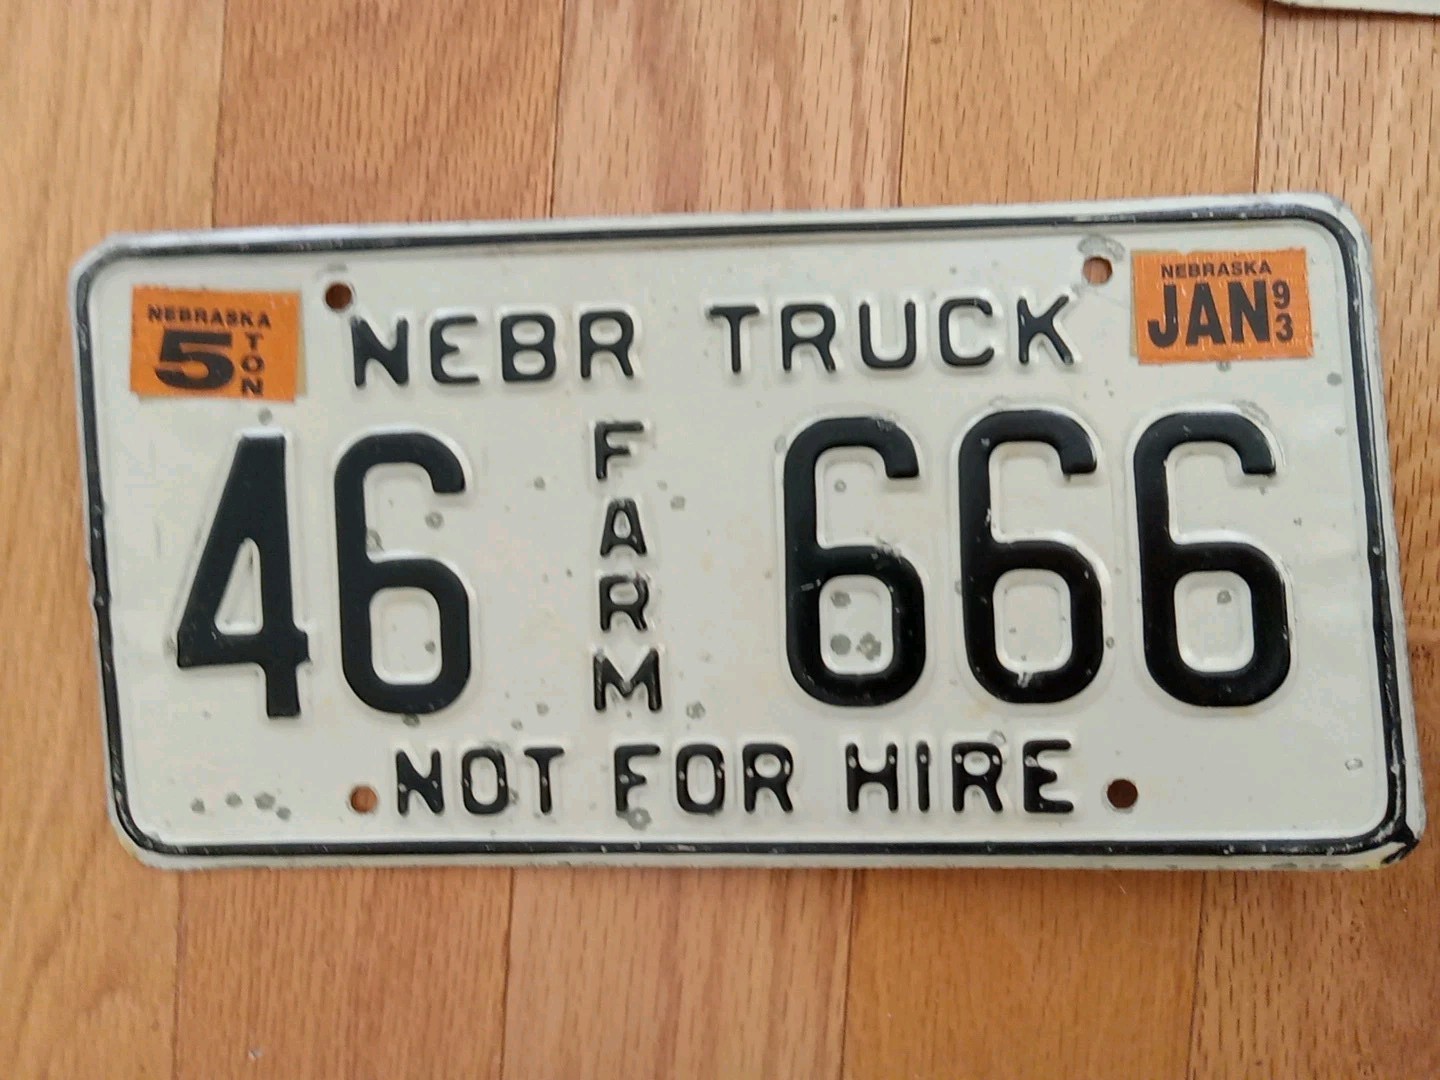 NEBRASKA
5 TON
NEBR TRUCK
NEBRASKA
JAN 93
46 FARM 666
NOT FOR HIRE